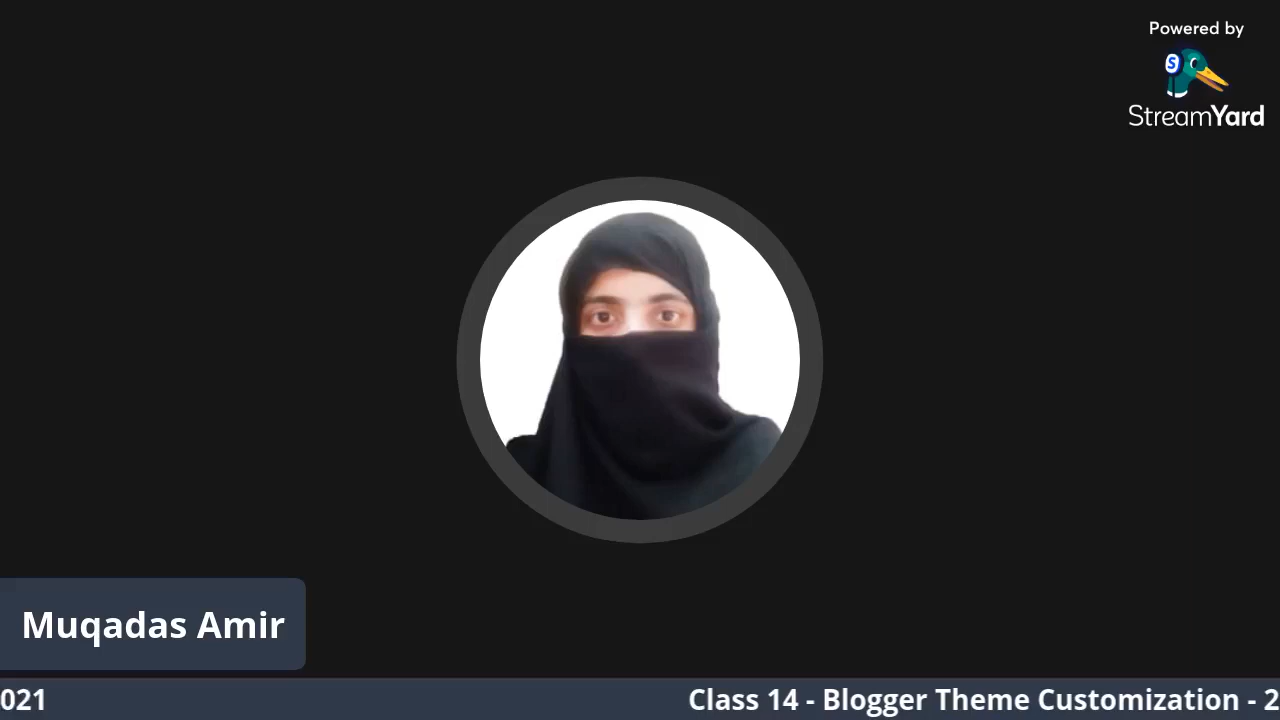 Powered by
S
StreamYard
Muqadas Amir
021 Class 14 - Blogger Theme Customization - 2